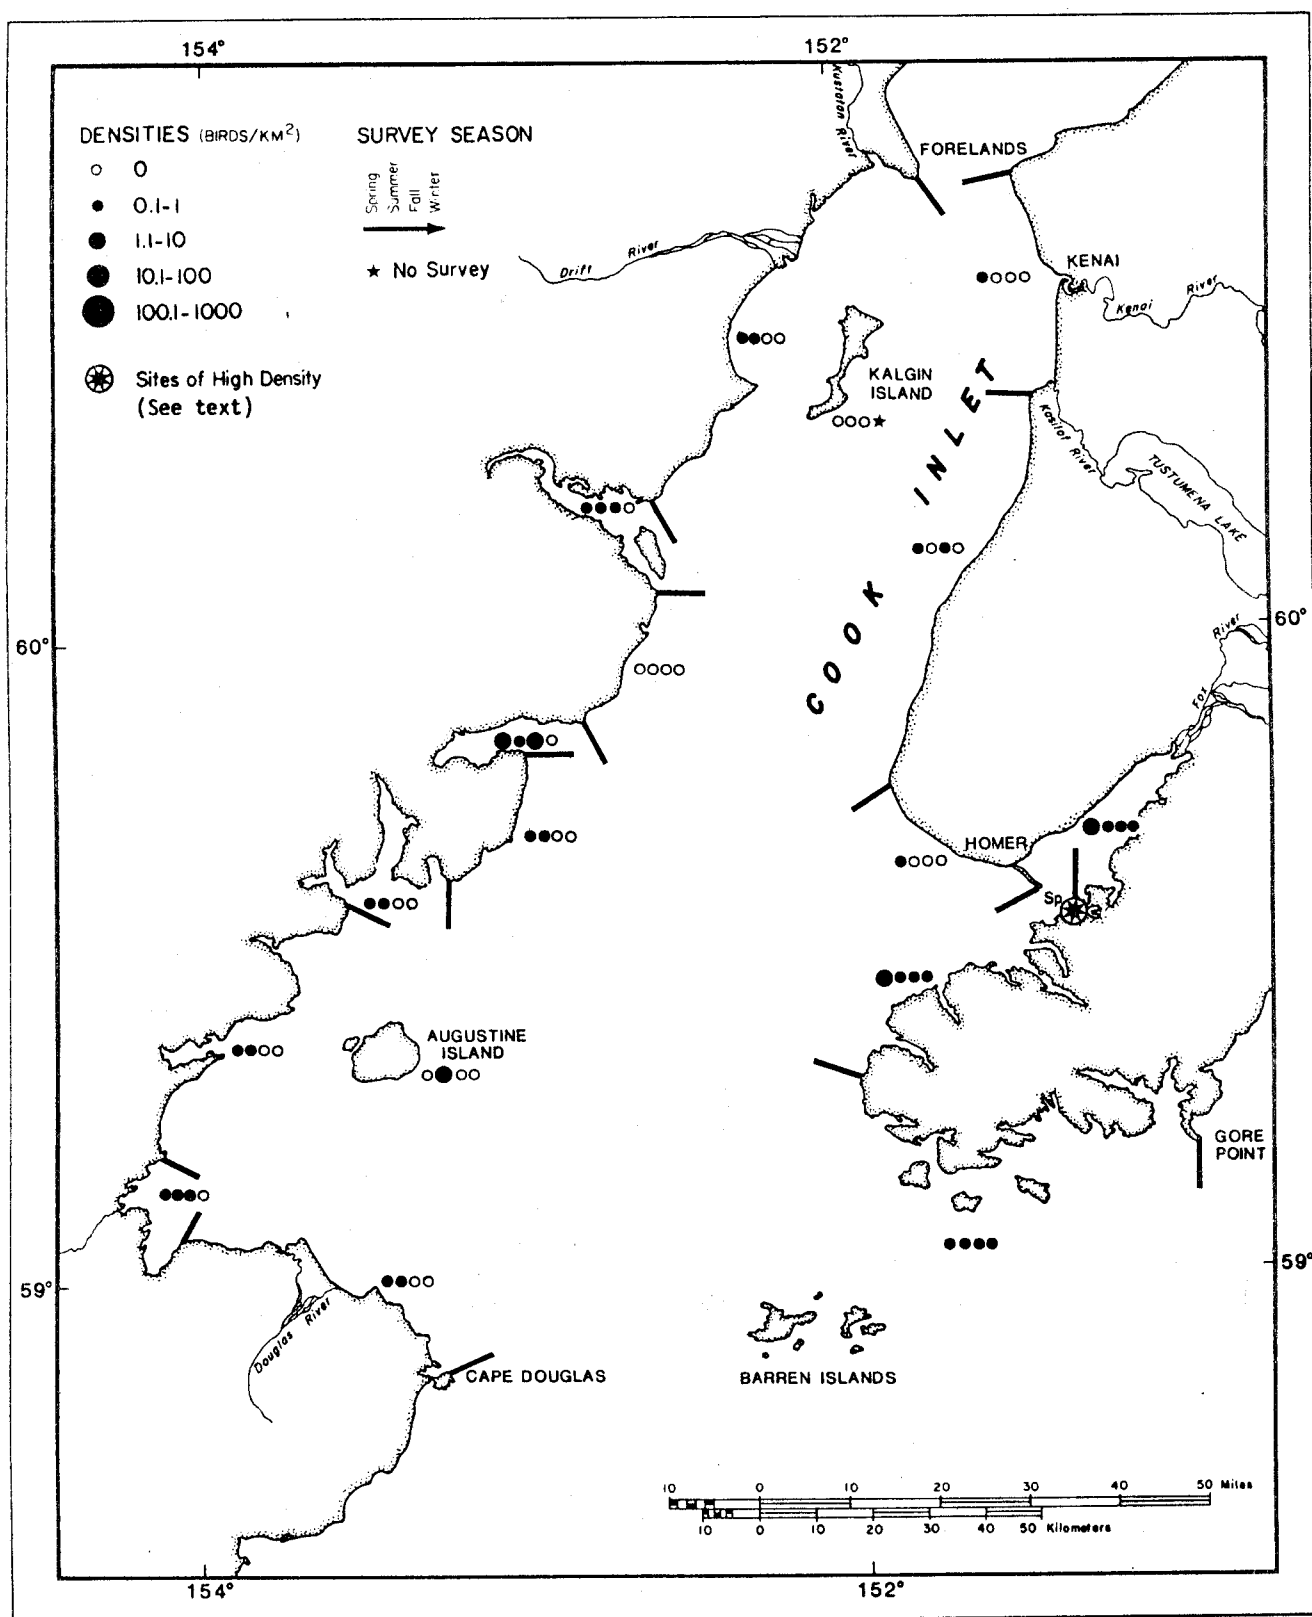 154°
152°
DENSITIES (BIRDS/KM²)
0
0.1-1
1.1-10
10.1-100
100.1-1000
Sites of High Density
(See text)
SURVEY SEASON
Spring
Summer
Fall
Winter
★ No Survey
Kustatan River
FORELANDS
Drift River
KENAI
Kenai River
KALGIN
ISLAND
COOK INLET
Kasilof River
TUSTUMENA LAKE
60°
60°
Fox River
HOMER
Sp
AUGUSTINE
ISLAND
GORE
POINT
59°
59°
Douglas River
CAPE DOUGLAS
BARREN ISLANDS
10 0 10 20 30 40 50 Miles
10 0 10 20 30 40 50 Kilometers
154°
152°